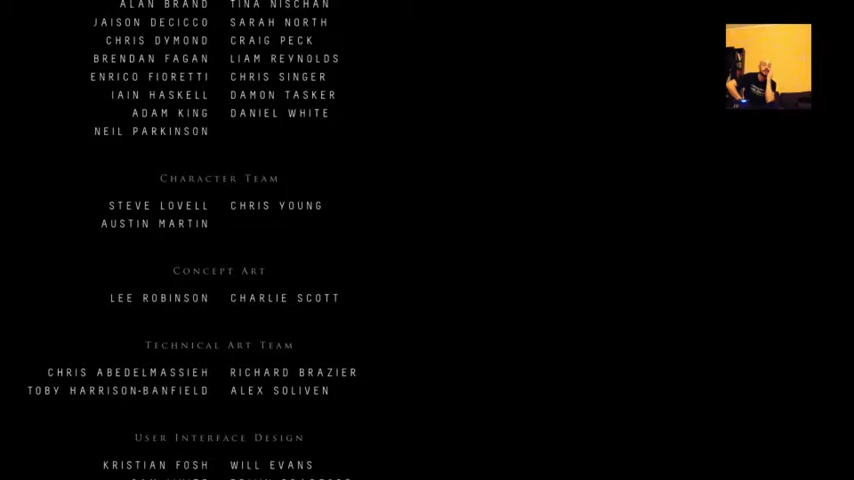 ALAN BRAND TINA NISCHAN
JAISON DECICCO SARAH NORTH
CHRIS DYMOND CRAIG PECK
BRENDAN FAGAN LIAM REYNOLDS
ENRICO FIORETTI CHRIS SINGER
IAIN HASKELL DAMON TASKER
ADAM KING DANIEL WHITE
NEIL PARKINSON
CHARACTER TEAM
STEVE LOVELL CHRIS YOUNG
AUSTIN MARTIN
CONCEPT ART
LEE ROBINSON CHARLIE SCOTT
TECHNICAL ART TEAM
CHRIS ABEDELMASSIEH RICHARD BRAZIER
TOBY HARRISON-BANFIELD ALEX SOLIVEN
USER INTERFACE DESIGN
KRISTIAN FOSH WILL EVANS